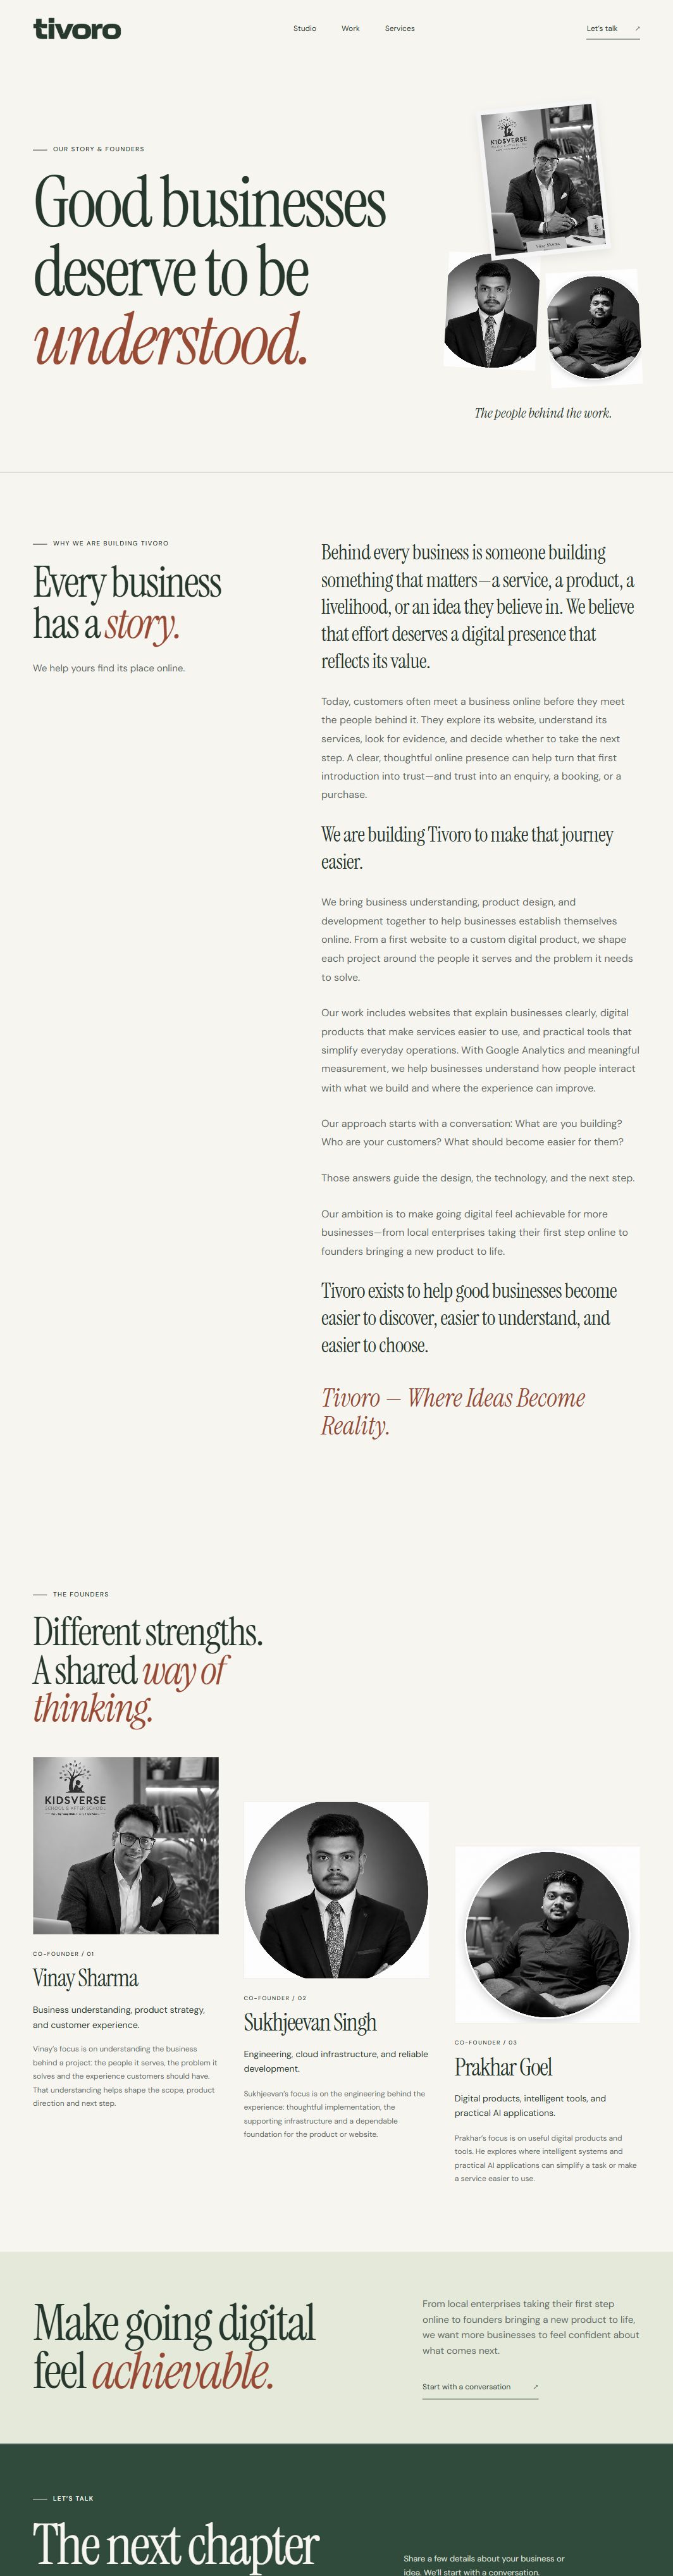 tivoro
Studio
Work
Services
Let's talk ↗
OUR STORY & FOUNDERS
Good businesses
deserve to be
understood.
KIDSVERSE
The people behind the work.
WHY WE ARE BUILDING TIVORO
Every business
has a story.
We help yours find its place online.
Behind every business is someone building
something that matters—a service, a product, a
livelihood, or an idea they believe in. We believe
that effort deserves a digital presence that
reflects its value.
Today, customers often meet a business online before they meet
the people behind it. They explore its website, understand its
services, look for evidence, and decide whether to take the next
step. A clear, thoughtful online presence can help turn that first
introduction into trust—and trust into an enquiry, a booking, or a
purchase.
We are building Tivoro to make that journey
easier.
We bring business understanding, product design, and
development together to help businesses establish themselves
online. From a first website to a custom digital product, we shape
each project around the people it serves and the problem it needs
to solve.
Our work includes websites that explain businesses clearly, digital
products that make services easier to use, and practical tools that
simplify everyday operations. With Google Analytics and meaningful
measurement, we help businesses understand how people interact
with what we build and where the experience can improve.
Our approach starts with a conversation: What are you building?
Who are your customers? What should become easier for them?
Those answers guide the design, the technology, and the next step.
Our ambition is to make going digital feel achievable for more
businesses—from local enterprises taking their first step online to
founders bringing a new product to life.
Tivoro exists to help good businesses become
easier to discover, easier to understand, and
easier to choose.
Tivoro — Where Ideas Become
Reality.
THE FOUNDERS
Different strengths.
A shared way of
thinking.
KIDSVERSE
SCHOOL & AFTER SCHOOL
CO-FOUNDER / 01
Vinay Sharma
Business understanding, product strategy,
and customer experience.
Vinay's focus is on understanding the business
behind a project: the people it serves, the problem it
solves and the experience customers should have.
That understanding helps shape the scope, product
direction and next step.
CO-FOUNDER / 02
Sukhjeevan Singh
Engineering, cloud infrastructure, and reliable
development.
Sukhjeevan's focus is on the engineering behind the
experience: thoughtful implementation, the
supporting infrastructure and a dependable
foundation for the product or website.
CO-FOUNDER / 03
Prakhar Goel
Digital products, intelligent tools, and
practical AI applications.
Prakhar's focus is on useful digital products and
tools. He explores where intelligent systems and
practical AI applications can simplify a task or make
a service easier to use.
Make going digital
feel achievable.
From local enterprises taking their first step
online to founders bringing a new product to life,
we want more businesses to feel confident about
what comes next.
Start with a conversation ↗
LET'S TALK
The next chapter
Share a few details about your business or
idea. We'll start with a conversation.